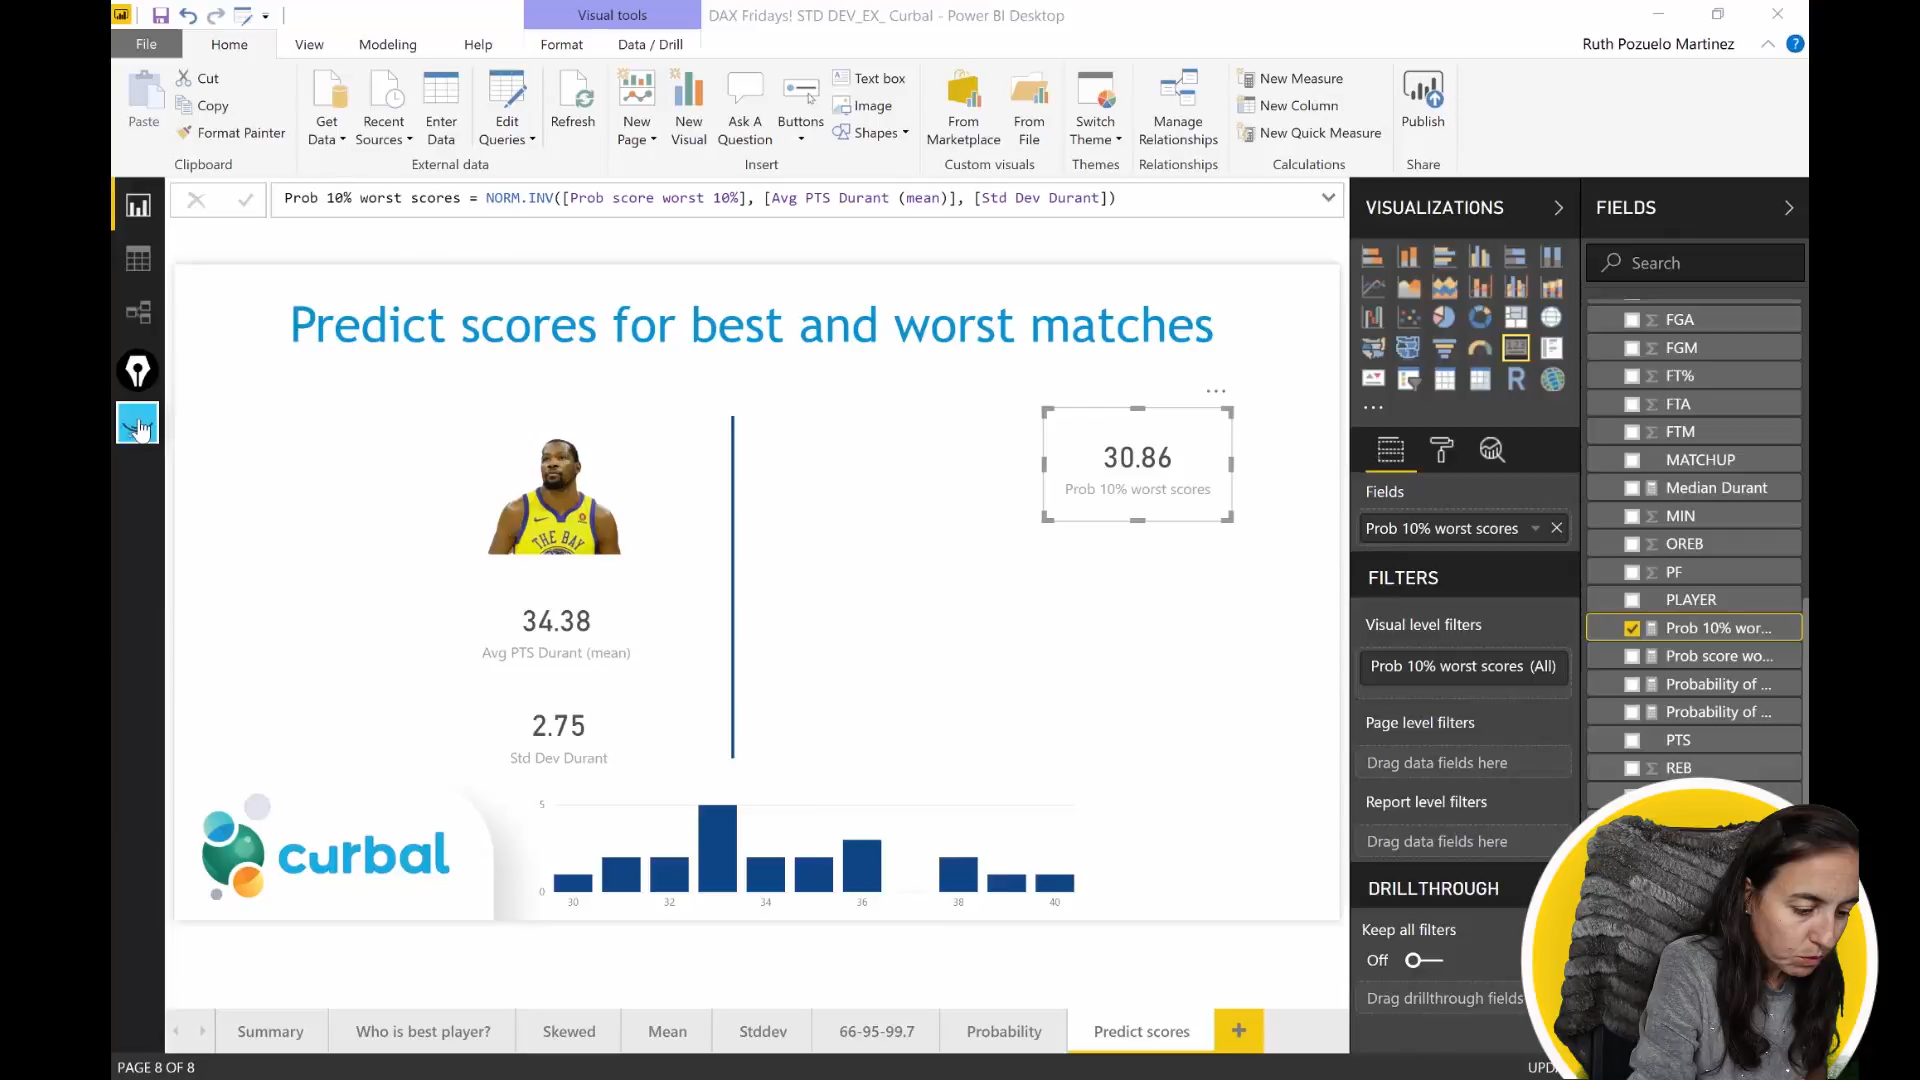 Visual tools
DAX Fridays! STD DEV_EX_ Curbal - Power BI Desktop
File
Home
View
Modeling
Help
Format
Data / Drill
Ruth Pozuelo Martinez
?
Paste
Cut
Copy
Format Painter
Clipboard
Get Data
Recent Sources
Enter Data
Edit Queries
Refresh
External data
New Page
New Visual
Ask A Question
Buttons
Text box
Image
Shapes
Insert
From Marketplace
From File
Custom visuals
Switch Theme
Themes
Manage Relationships
Relationships
New Measure
New Column
New Quick Measure
Calculations
Publish
Share
Prob 10% worst scores = NORM.INV([Prob score worst 10%], [Avg PTS Durant (mean)], [Std Dev Durant])
Predict scores for best and worst matches
30.86
Prob 10% worst scores
THE BAY
34.38
Avg PTS Durant (mean)
2.75
Std Dev Durant
curbal
5
0
30
32
34
36
38
40
VISUALIZATIONS
R
Fields
Prob 10% worst scores
FILTERS
Visual level filters
Prob 10% worst scores (All)
Page level filters
Drag data fields here
Report level filters
Drag data fields here
DRILLTHROUGH
Keep all filters
Off
Drag drillthrough fields
FIELDS
Search
FGA
FGM
FT%
FTA
FTM
MATCHUP
Median Durant
MIN
OREB
PF
PLAYER
Prob 10% wor...
Prob score wo...
Probability of ...
Probability of ...
PTS
REB
Summary
Who is best player?
Skewed
Mean
Stddev
66-95-99.7
Probability
Predict scores
+
PAGE 8 OF 8